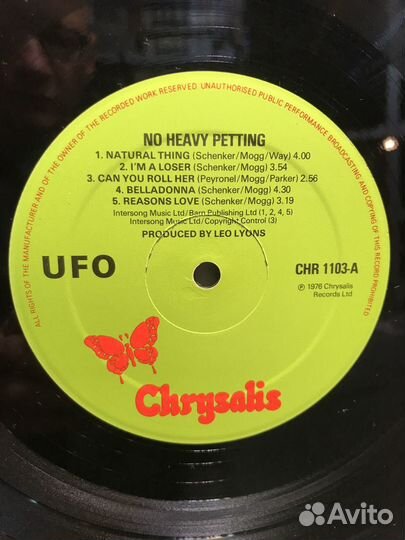 ALL RIGHTS OF THE MANUFACTURER AND OF THE OWNER OF THE RECORDED WORK RESERVED UNAUTHORISED PUBLIC PERFORMANCE BROADCASTING AND COPYING OF THIS RECORD PROHIBITED
NO HEAVY PETTING
1. NATURAL THING (Schenker/Mogg/Way) 4.00
2. I'M A LOSER (Schenker/Mogg) 3.54
3. CAN YOU ROLL HER (Peyronel/Mogg/Parker) 2.56
4. BELLADONNA (Schenker/Mogg) 4.30
5. REASONS LOVE (Schenker/Mogg) 3.19
Intersong Music Ltd/Barn Publishing Ltd (1, 2, 4, 5)
Intersong Music Ltd/Copyright Control (3)
PRODUCED BY LEO LYONS
UFO
CHR 1103-A
℗ 1976 Chrysalis
Records Ltd
Chrysalis
Avito